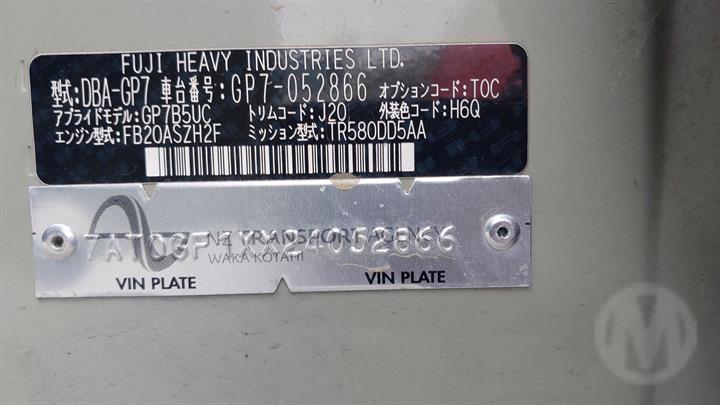 FUJI HEAVY INDUSTRIES LTD.
型式:DBA-GP7 車台番号:GP7-052866 オプションコード:TOC
アプライドモデル:GP7B5UC トリムコード:J20 外装色コード:H6Q
エンジン型式:FB20ASZH2F ミッション型式:TR580DD5AA
NZ TRANSPORT AGENCY
WAKA KOTAHI
VIN PLATE VIN PLATE
M